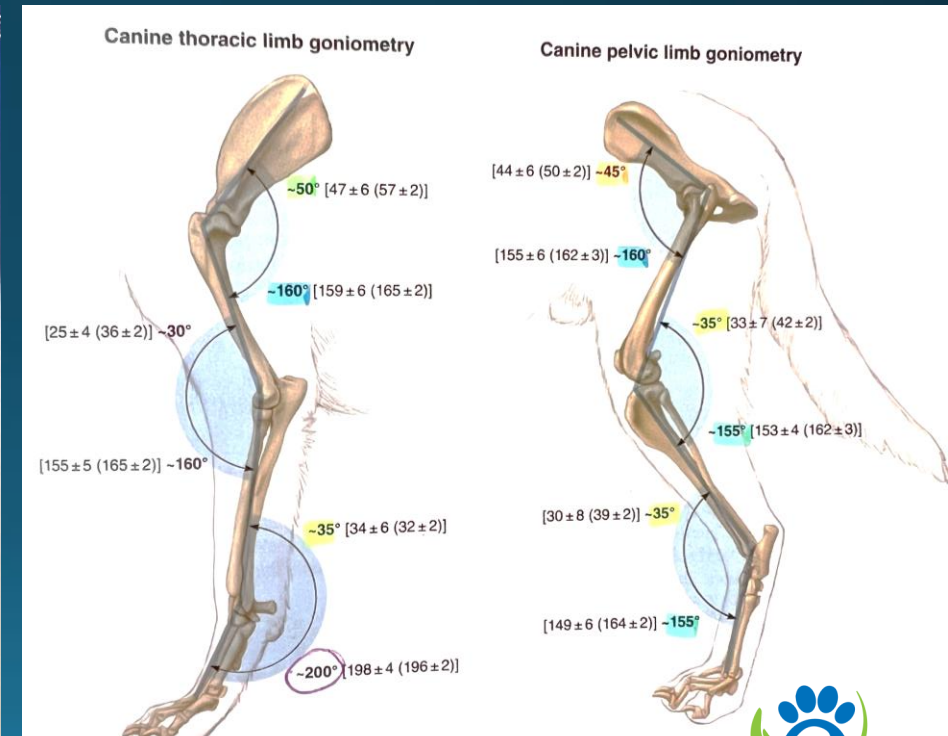 Canine thoracic limb goniometry
~50° [47±6 (57±2)]
~160° [159±6 (165±2)]
[25±4 (36±2)] ~30°
[155±5 (165±2)] ~160°
~35° [34±6 (32±2)]
~200° [198±4 (196±2)]
Canine pelvic limb goniometry
[44±6 (50±2)] ~45°
[155±6 (162±3)] ~160°
~35° [33±7 (42±2)]
~155° [153±4 (162±3)]
[30±8 (39±2)] ~35°
[149±6 (164±2)] ~155°